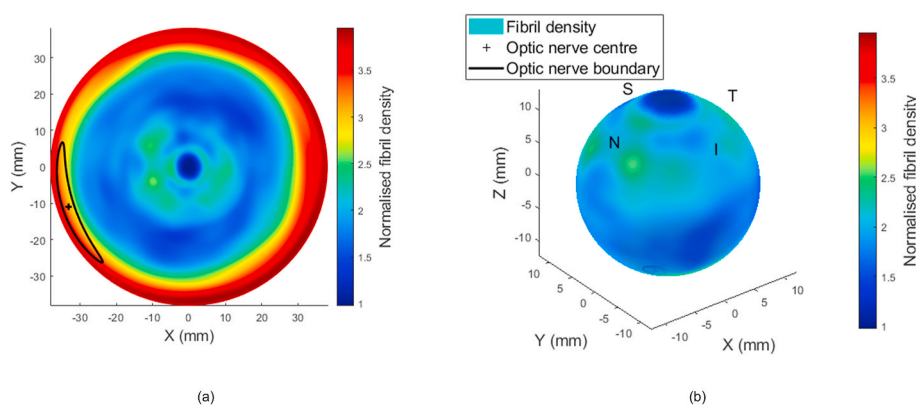 30
20
10
0
-10
-20
-30
Y (mm)
-30 -20 -10 0 10 20 30
X (mm)
3.5
3
2.5
2
1.5
1
Normalised fibril density
(a)
Fibril density
Optic nerve centre
Optic nerve boundary
S
T
N
I
10
5
0
-5
-10
Z (mm)
10
5
0
-5
-10
Y (mm)
-10
-5
0
5
10
X (mm)
3.5
3
2.5
2
1.5
1
Normalised fibril density
(b)